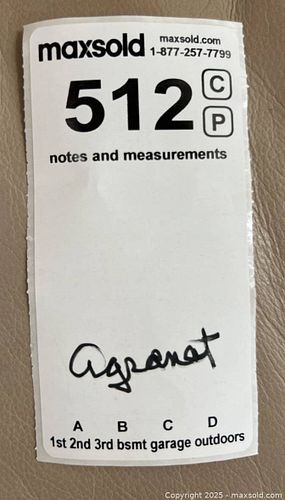 maxsold maxsold.com
1-877-257-7799
512 C
P
notes and measurements
Agranat
A B C D
1st 2nd 3rd bsmt garage outdoors
Copyright © 2025 - maxsold.com